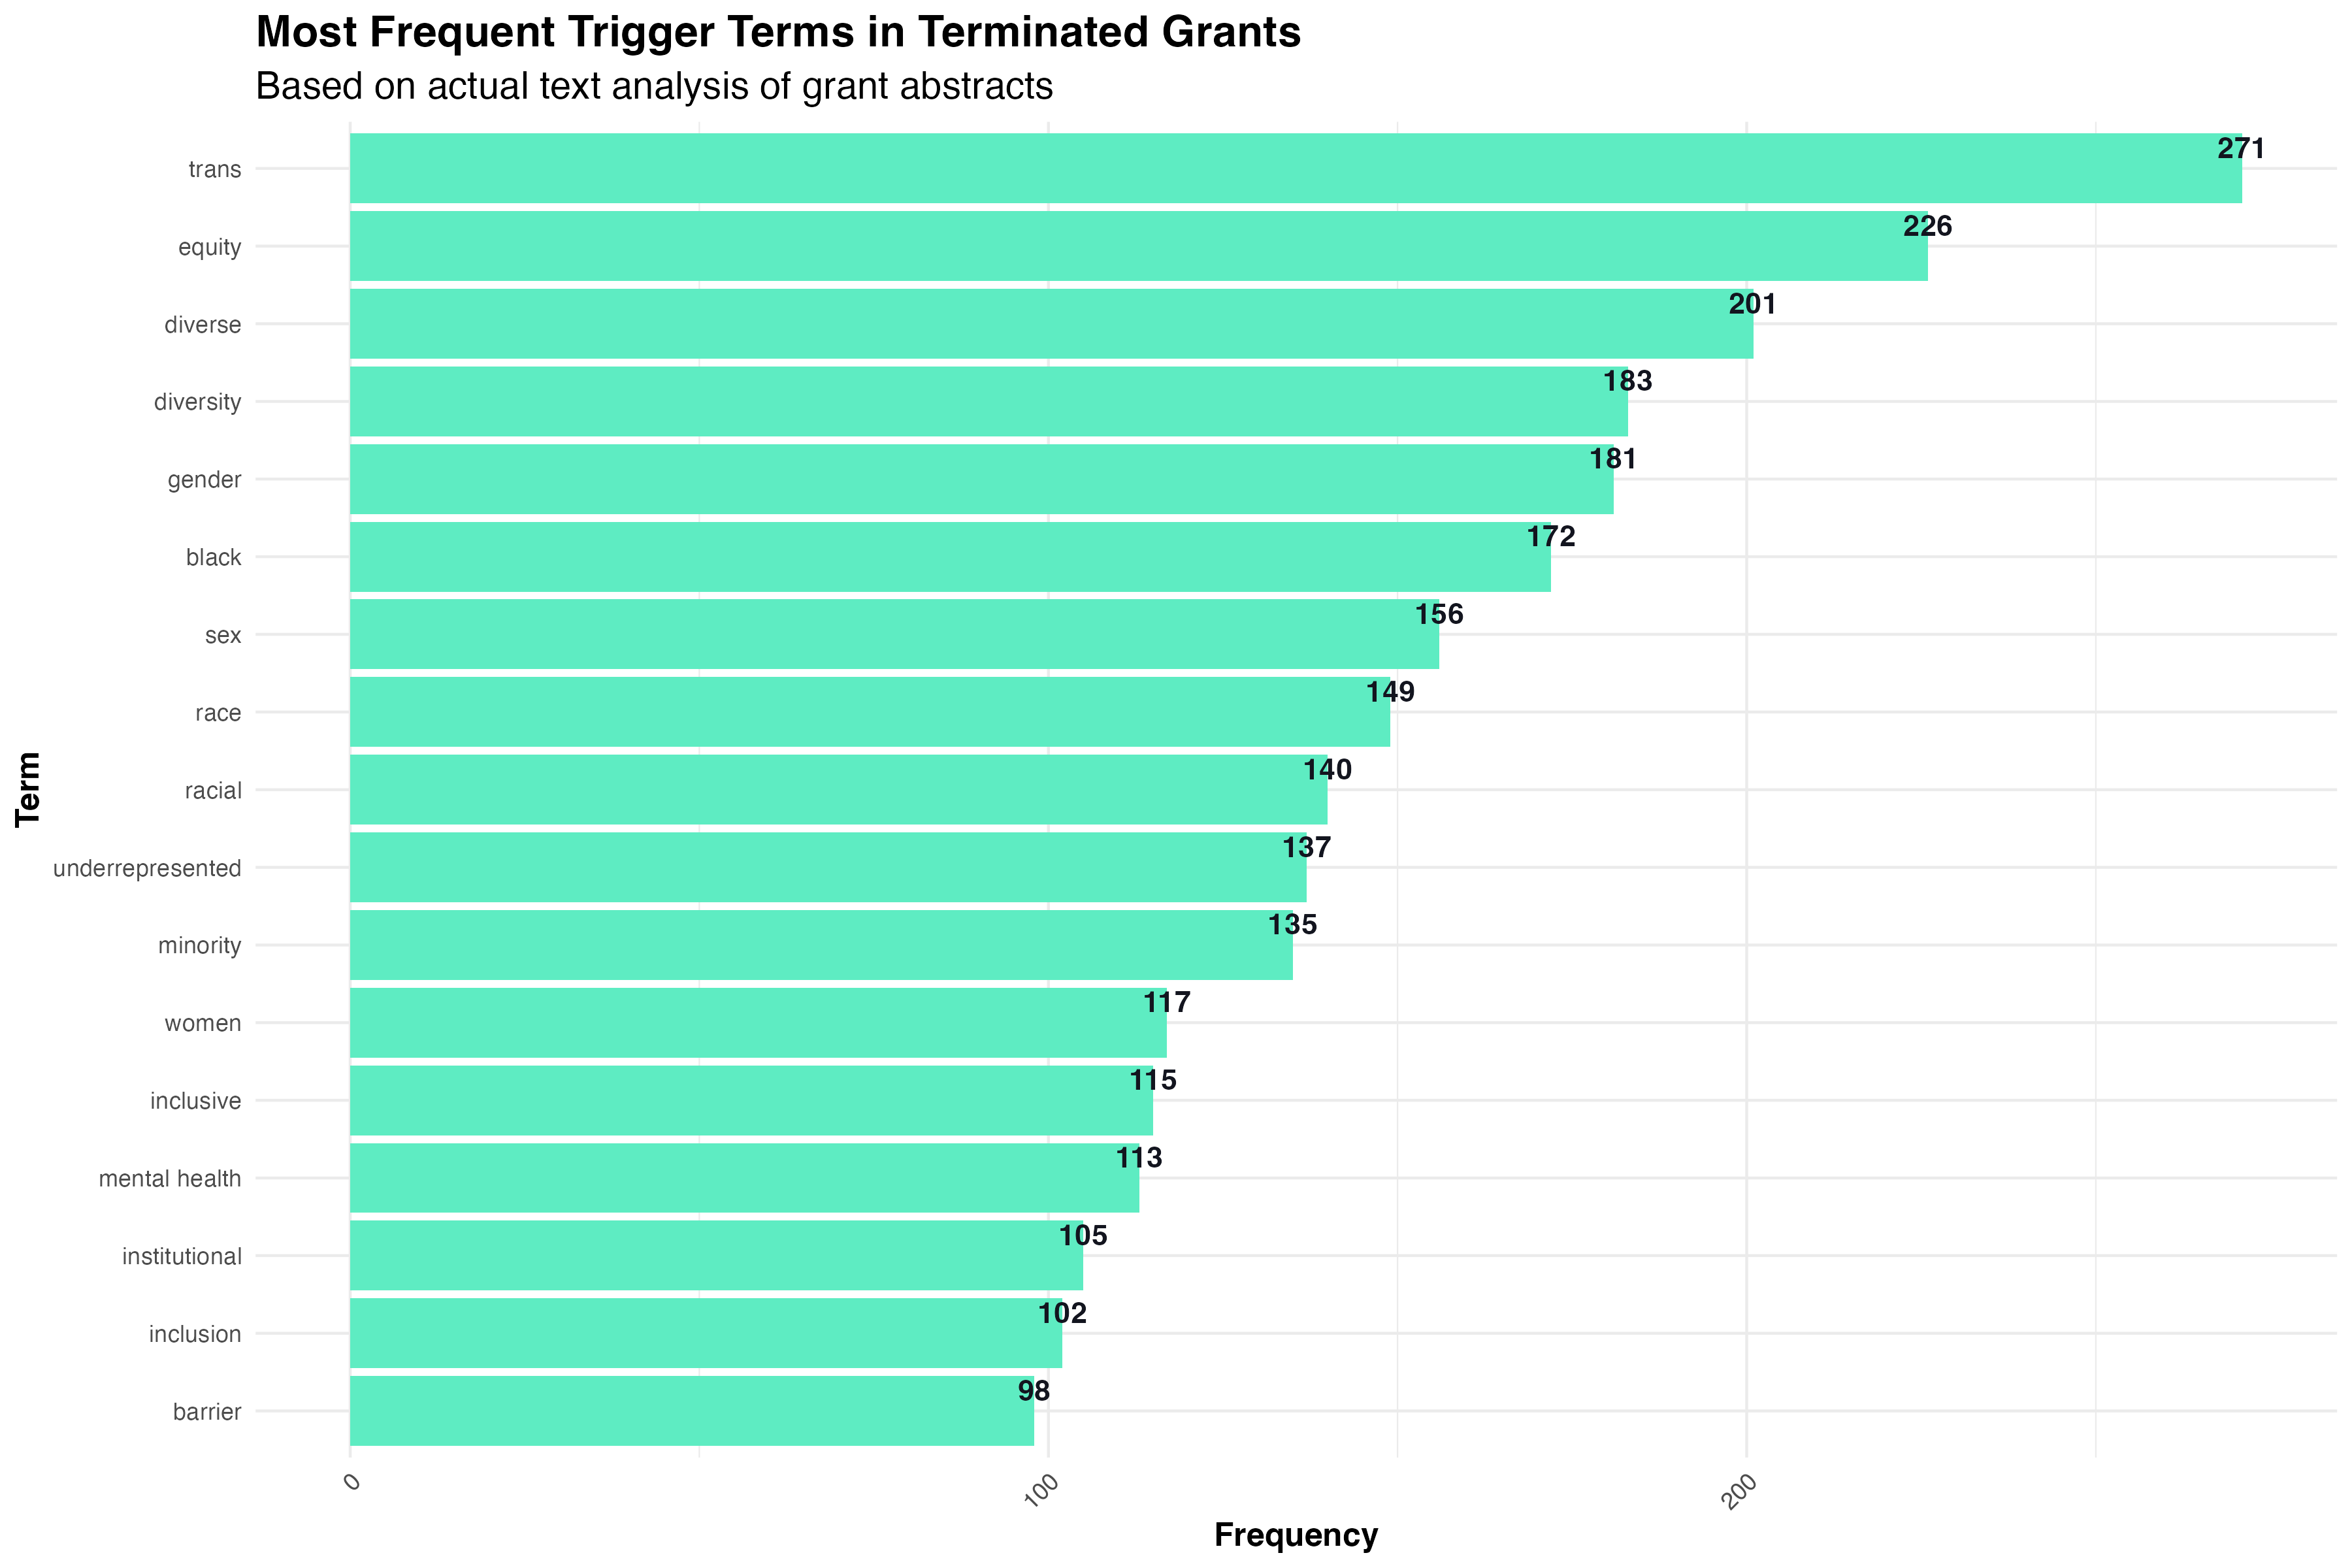 Most Frequent Trigger Terms in Terminated Grants
Based on actual text analysis of grant abstracts
Term
trans 271
equity 226
diverse 201
diversity 183
gender 181
black 172
sex 156
race 149
racial 140
underrepresented 137
minority 135
women 117
inclusive 115
mental health 113
institutional 105
inclusion 102
barrier 98
0 100 200
Frequency